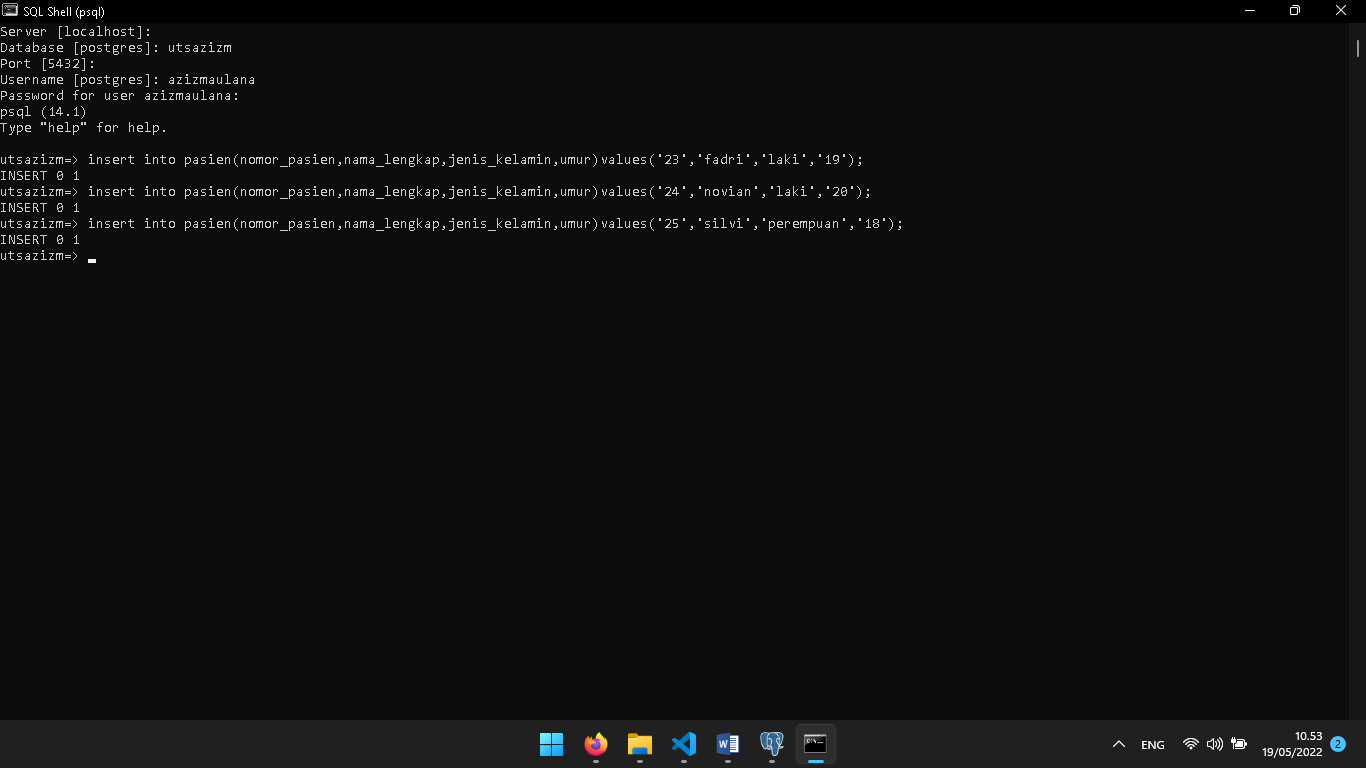 SQL Shell (psql)
Server [localhost]:
Database [postgres]: utsazizm
Port [5432]:
Username [postgres]: azizmaulana
Password for user azizmaulana:
psql (14.1)
Type "help" for help.
utsazizm=> insert into pasien(nomor_pasien,nama_lengkap,jenis_kelamin,umur)values('23','fadri','laki','19');
INSERT 0 1
utsazizm=> insert into pasien(nomor_pasien,nama_lengkap,jenis_kelamin,umur)values('24','novian','laki','20');
INSERT 0 1
utsazizm=> insert into pasien(nomor_pasien,nama_lengkap,jenis_kelamin,umur)values('25','silvi','perempuan','18');
INSERT 0 1
utsazizm=>
ENG
10.53
19/05/2022
2